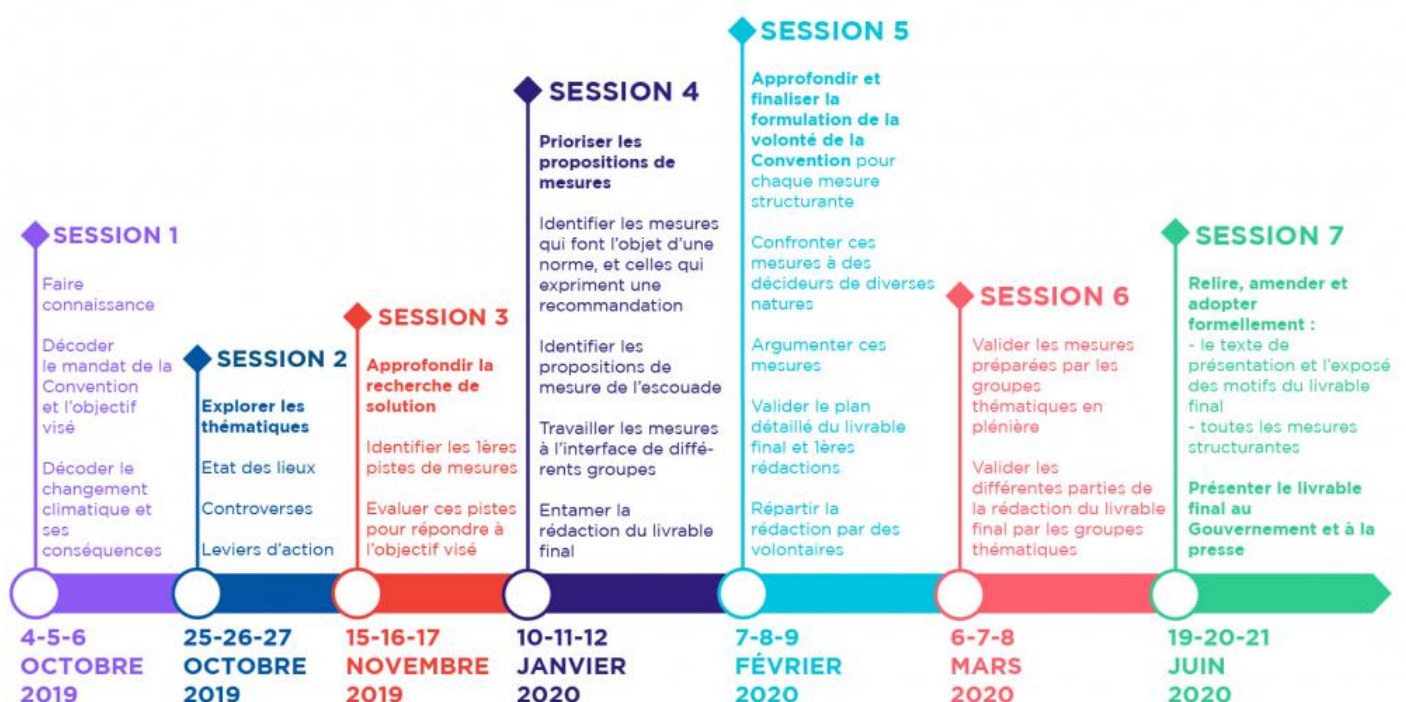 SESSION 1
Faire
connaissance
Décoder
le mandat de la
Convention
et l'objectif
visé
Décoder le
changement
climatique et
ses
conséquences
4-5-6
OCTOBRE
2019
SESSION 2
Explorer les
thématiques
Etat des lieux
Controverses
Leviers d'action
25-26-27
OCTOBRE
2019
SESSION 3
Approfondir la
recherche de
solution
Identifier les 1ères
pistes de mesures
Evaluer ces pistes
pour répondre à
l'objectif visé
15-16-17
NOVEMBRE
2019
SESSION 4
Prioriser les
propositions de
mesures
Identifier les mesures
qui font l'objet d'une
norme, et celles qui
expriment une
recommandation
Identifier les
propositions de
mesure de l'escouade
Travailler les mesures
à l'interface de diffé-
rents groupes
Entamer la
rédaction du livrable
final
10-11-12
JANVIER
2020
SESSION 5
Approfondir et
finaliser la
formulation de la
volonté de la
Convention pour
chaque mesure
structurante
Confronter ces
mesures à des
décideurs de diverses
natures
Argumenter ces
mesures
Valider le plan
détaillé du livrable
final et 1ères
rédactions
Répartir la
rédaction par des
volontaires
7-8-9
FÉVRIER
2020
SESSION 6
Valider les mesures
préparées par les
groupes
thématiques en
plénière
Valider les
différentes parties de
la rédaction du livrable
final par les groupes
thématiques
6-7-8
MARS
2020
SESSION 7
Relire, amender et
adopter
formellement :
- le texte de
présentation et l'exposé
des motifs du livrable
final
- toutes les mesures
structurantes
Présenter le livrable
final au
Gouvernement et à la
presse
19-20-21
JUIN
2020